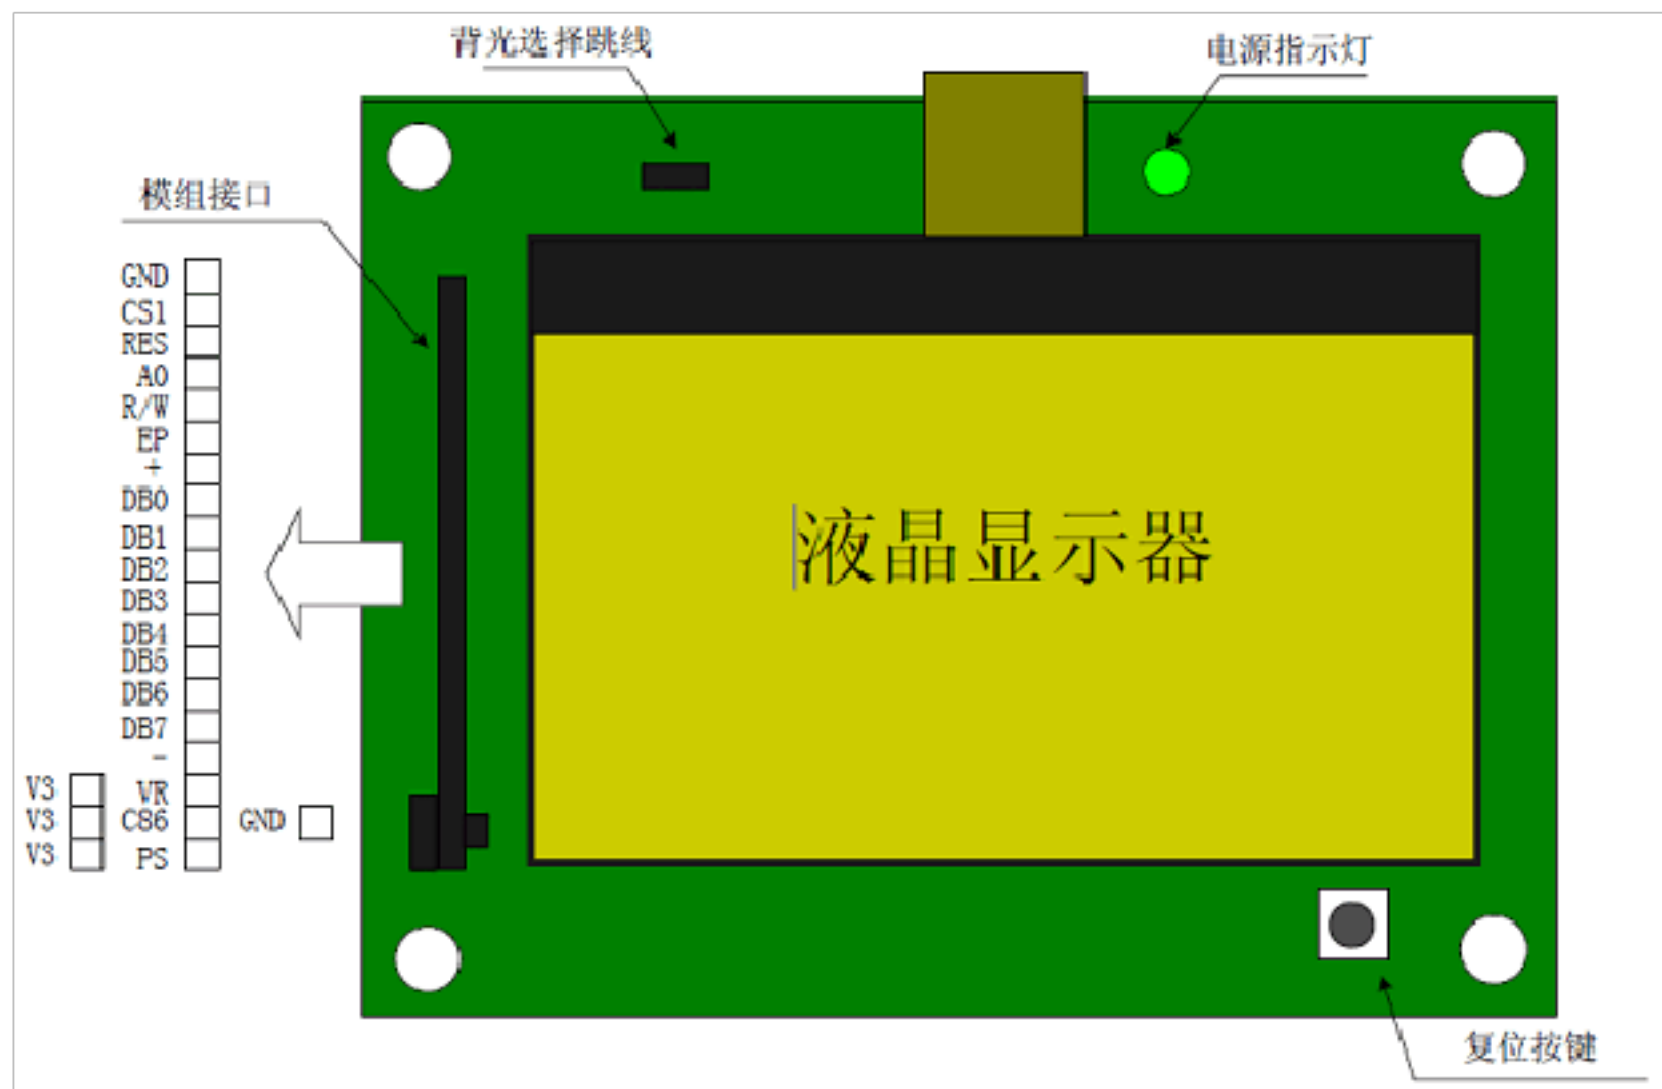 背光选择跳线
电源指示灯
模组接口
GND
CS1
RES
A0
R/W
EP
+
DB0
DB1
DB2
DB3
DB4
DB5
DB6
DB7
-
V3 WR
V3 C86 GND
V3 PS
液晶显示器
复位按键